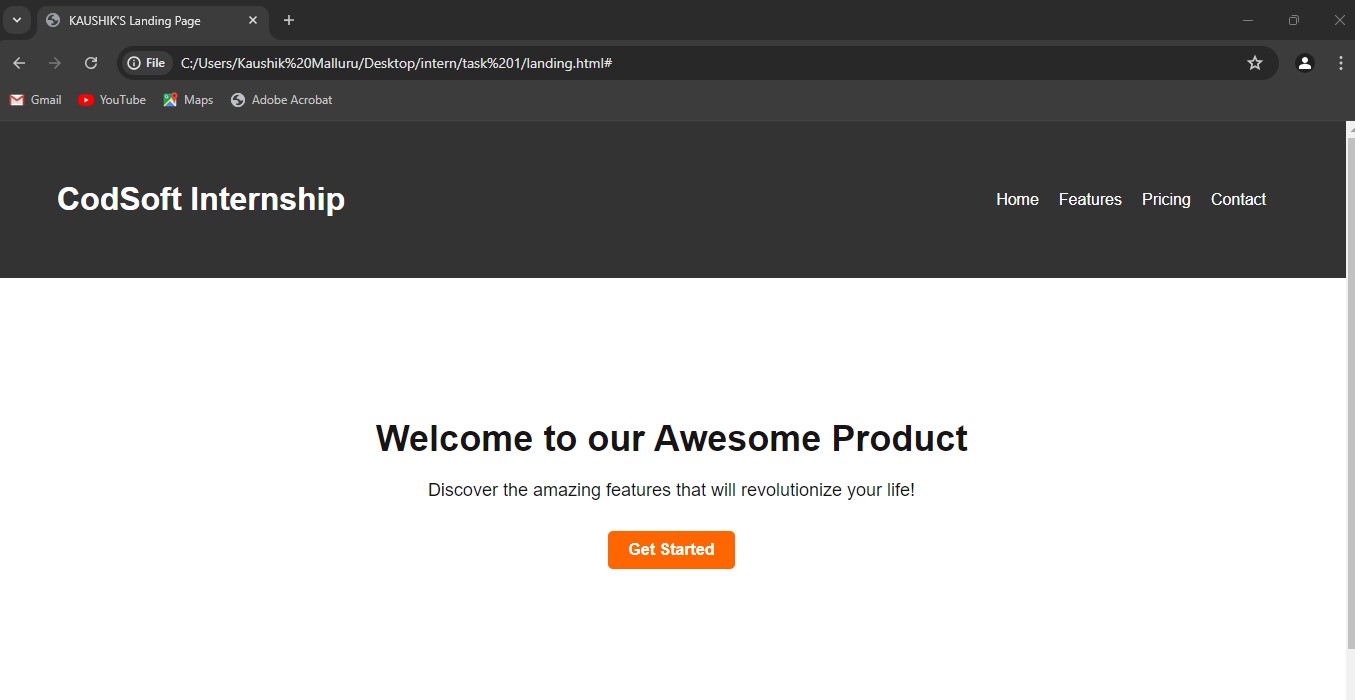 KAUSHIK'S Landing Page
File C:/Users/Kaushik%20Malluru/Desktop/intern/task%201/landing.html#
Gmail YouTube Maps Adobe Acrobat
CodSoft Internship Home Features Pricing Contact
Welcome to our Awesome Product
Discover the amazing features that will revolutionize your life!
Get Started